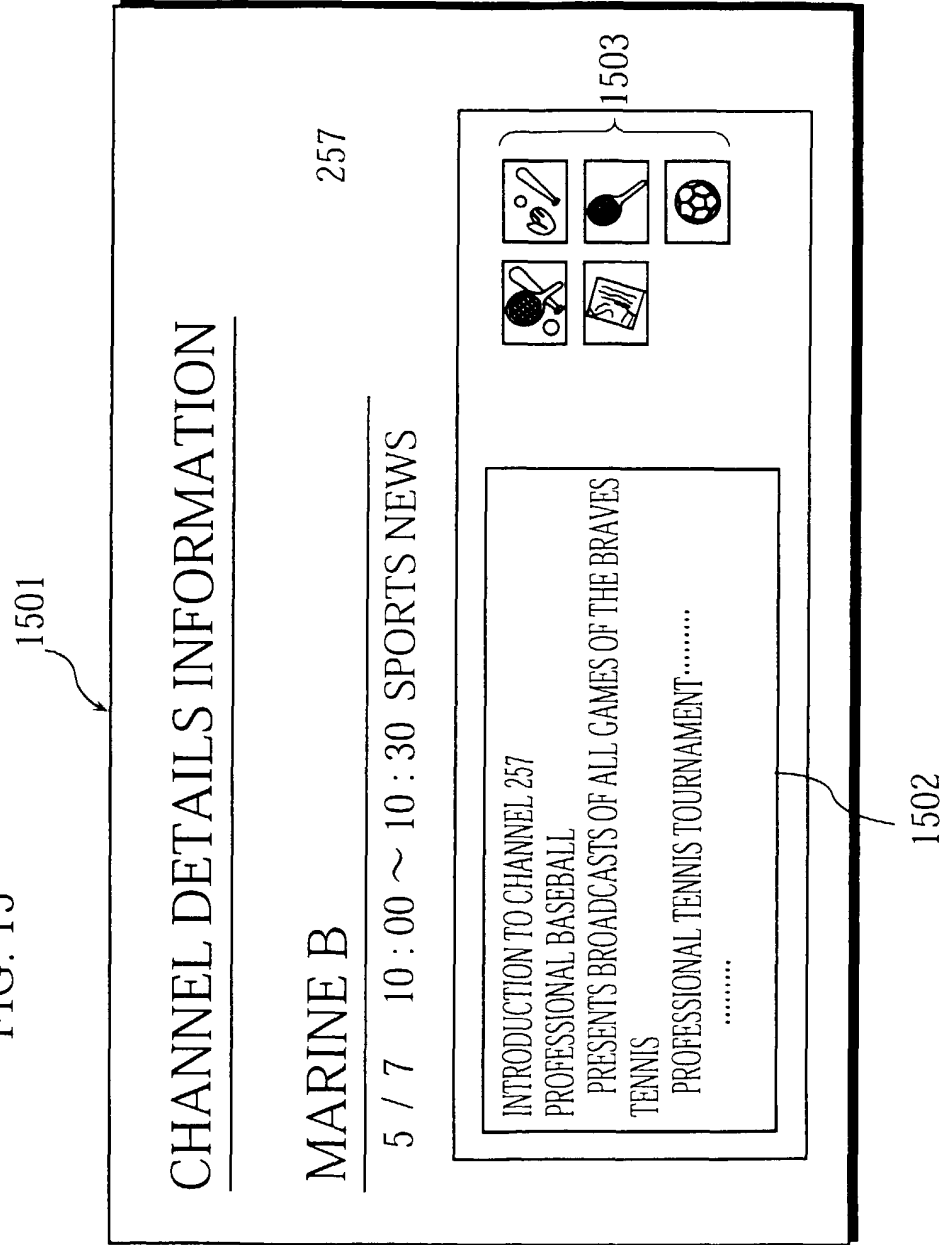 FIG. 15
1501
CHANNEL DETAILS INFORMATION
MARINE B 257
5 / 7 10 : 00 ～ 10 : 30 SPORTS NEWS
INTRODUCTION TO CHANNEL 257
PROFESSIONAL BASEBALL
PRESENTS BROADCASTS OF ALL GAMES OF THE BRAVES
TENNIS
PROFESSIONAL TENNIS TOURNAMENT.........
.........
1503
1502